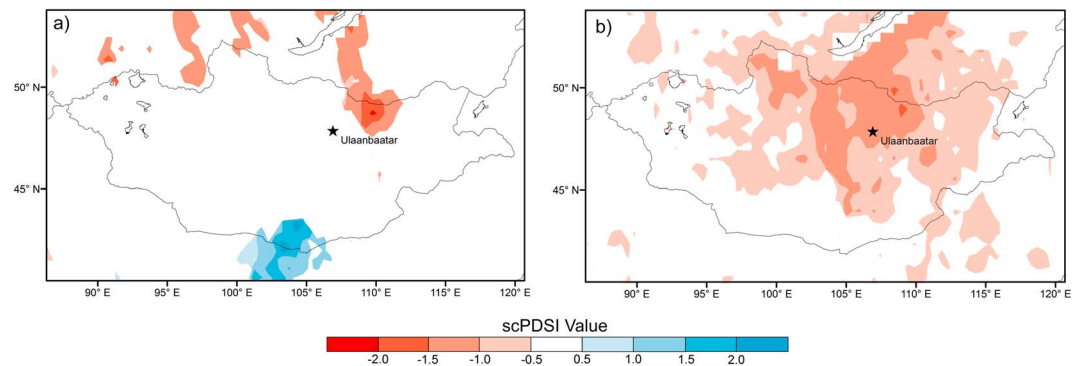 a)
b)
50° N
50° N
Ulaanbaatar
Ulaanbaatar
45° N
45° N
90° E 95° E 100° E 105° E 110° E 115° E 120° E
90° E 95° E 100° E 105° E 110° E 115° E 120° E
scPDSI Value
-2.0 -1.5 -1.0 -0.5 0.5 1.0 1.5 2.0